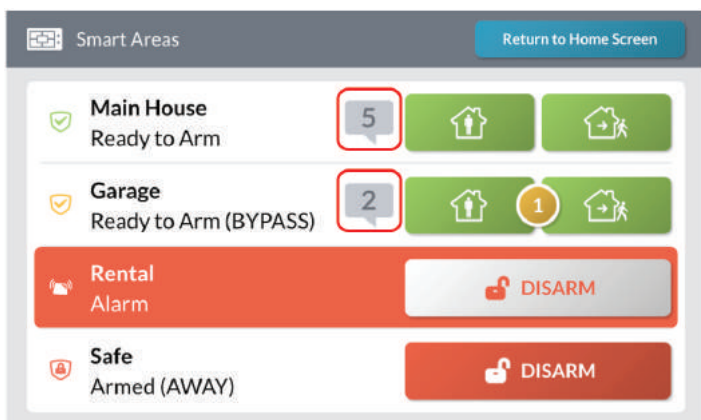 Smart Areas
Return to Home Screen
Main House
Ready to Arm
5
Garage
Ready to Arm (BYPASS)
2
1
Rental
Alarm
DISARM
Safe
Armed (AWAY)
DISARM